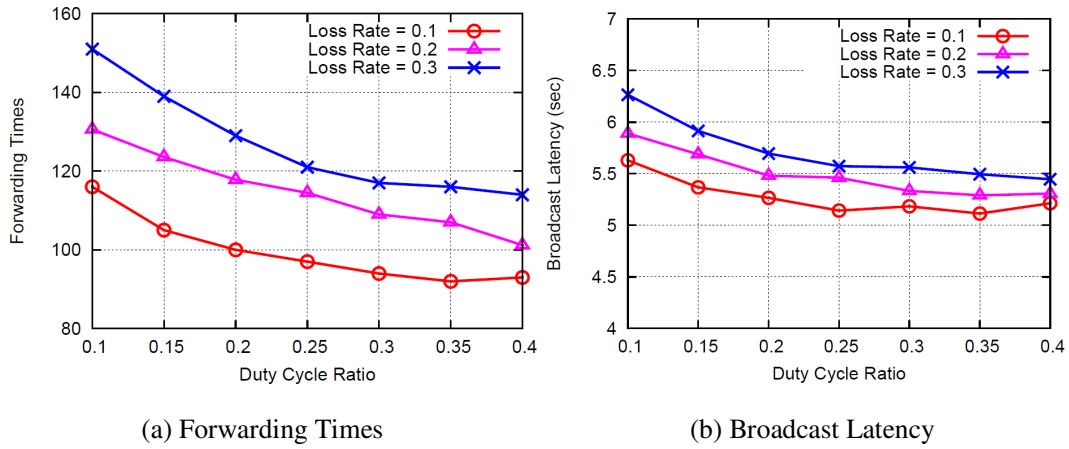 160
140
120
100
80
0.1 0.15 0.2 0.25 0.3 0.35 0.4
Forwarding Times
Duty Cycle Ratio
Loss Rate = 0.1
Loss Rate = 0.2
Loss Rate = 0.3
(a) Forwarding Times
7
6.5
6
5.5
5
4.5
4
0.1 0.15 0.2 0.25 0.3 0.35 0.4
Broadcast Latency (sec)
Duty Cycle Ratio
Loss Rate = 0.1
Loss Rate = 0.2
Loss Rate = 0.3
(b) Broadcast Latency